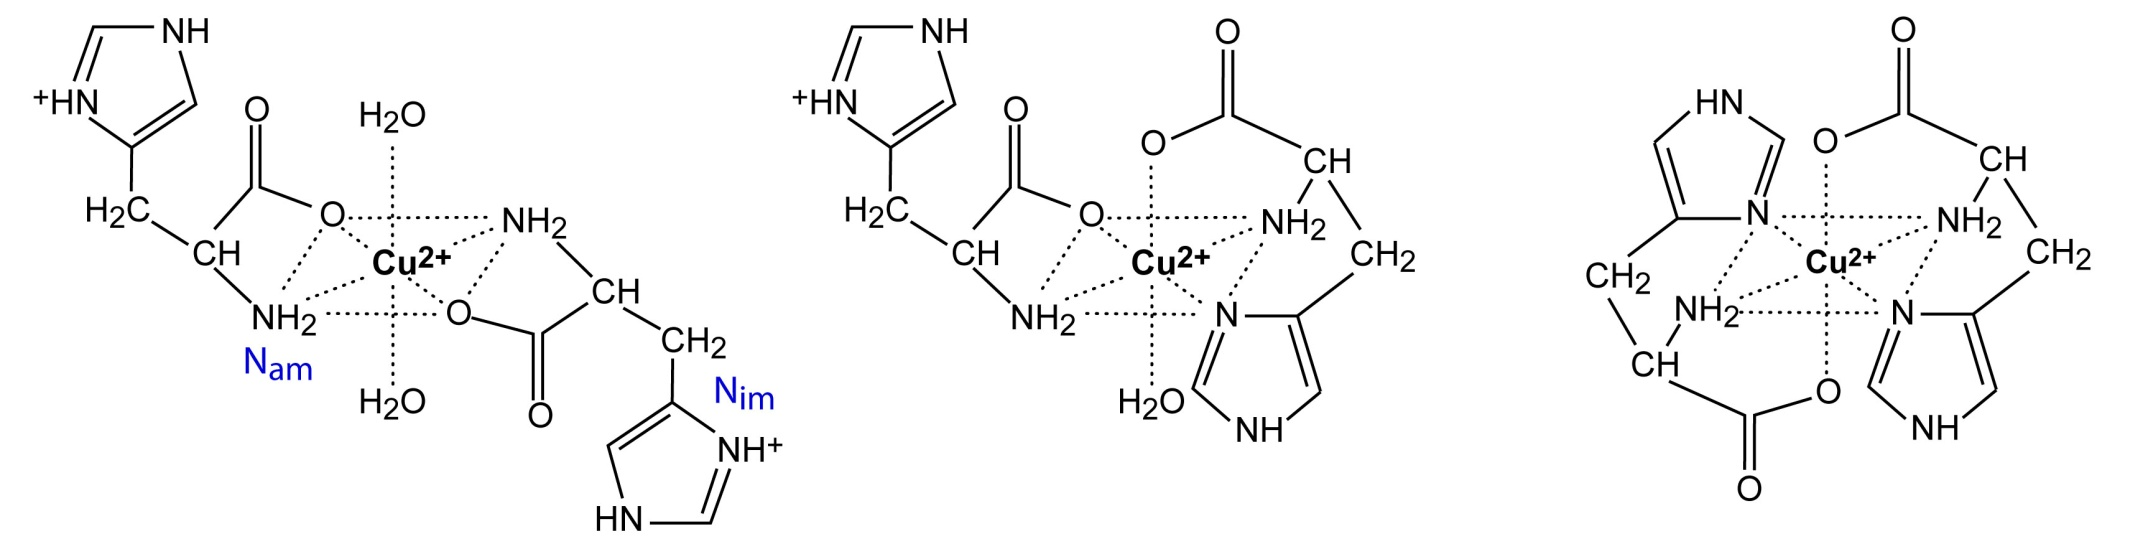 NH
+HN
O
H2O
H2C
O
NH2
CH
Cu2+
NH2
O
CH
Nam
CH2
H2O
O
Nim
NH+
HN
NH
+HN
O
O
O
CH
H2C
O
NH2
CH
Cu2+
CH2
NH2
N
H2O
NH
O
HN
O
CH
N
NH2
CH2
Cu2+
CH2
NH2
N
CH
O
NH
O